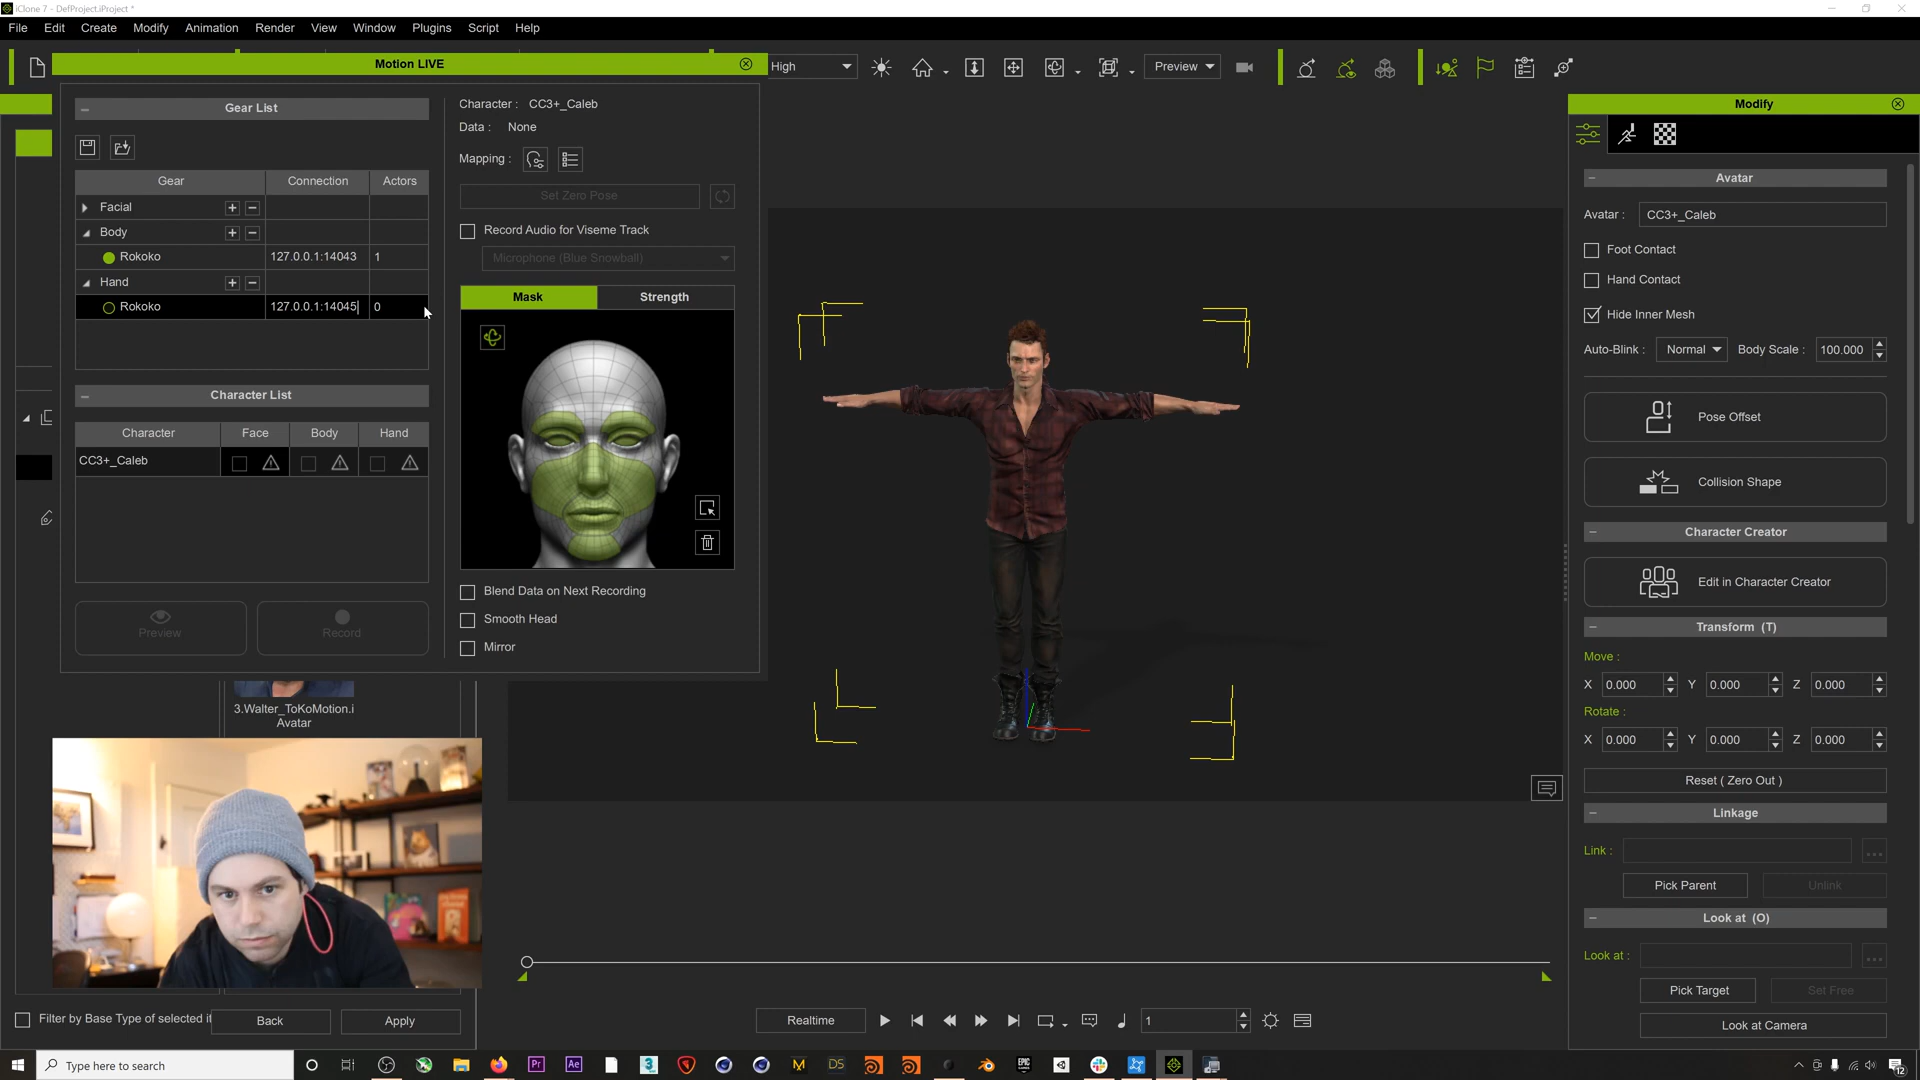 iClone 7 - DefProject.iProject *
File Edit Create Modify Animation Render View Window Plugins Script Help
Motion LIVE
High
Preview
Gear List
Gear Connection Actors
Facial
Body
Rokoko 127.0.0.1:14043 1
Hand
Rokoko 127.0.0.1:14045 0
Character List
Character Face Body Hand
CC3+_Caleb
Preview
Record
Character : CC3+_Caleb
Data : None
Mapping :
Set Zero Pose
Record Audio for Viseme Track
Microphone (Blue Snowball)
Mask Strength
Blend Data on Next Recording
Smooth Head
Mirror
3.Walter_ToKoMotion.i
Avatar
Filter by Base Type of selected it
Back
Apply
Realtime
1
Modify
Avatar
Avatar : CC3+_Caleb
Foot Contact
Hand Contact
Hide Inner Mesh
Auto-Blink : Normal Body Scale : 100.000
Pose Offset
Collision Shape
Character Creator
Edit in Character Creator
Transform (T)
Move :
X 0.000 Y 0.000 Z 0.000
Rotate :
X 0.000 Y 0.000 Z 0.000
Reset ( Zero Out )
Linkage
Link : ...
Pick Parent Unlink
Look at (O)
Look at : ...
Pick Target Set Free
Look at Camera
Type here to search
Pr Ae 3 M DS EPIC
12